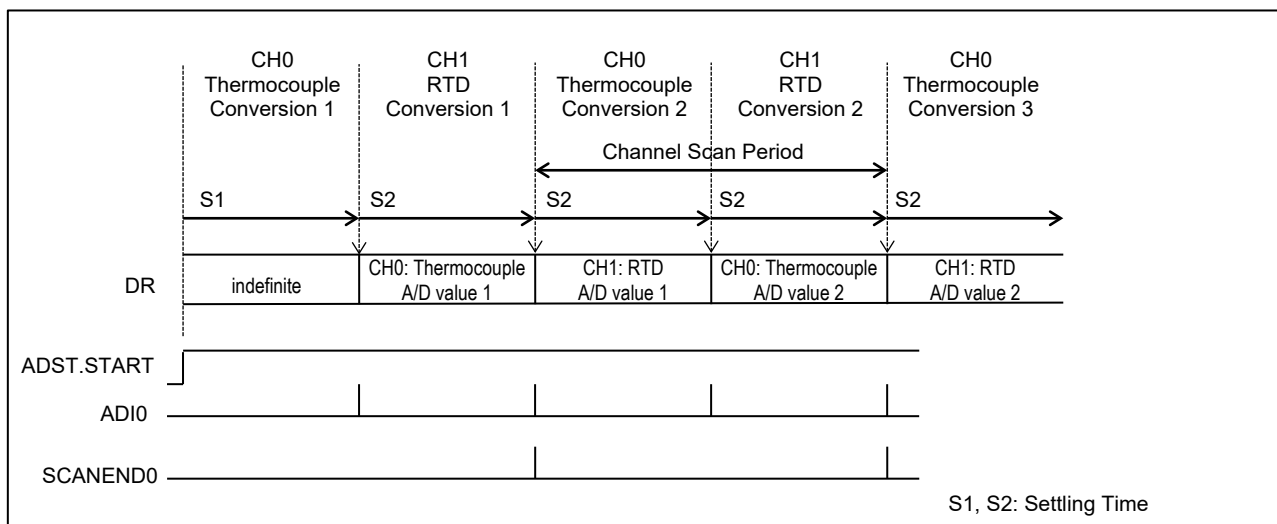 CH0
Thermocouple
Conversion 1
CH1
RTD
Conversion 1
CH0
Thermocouple
Conversion 2
CH1
RTD
Conversion 2
CH0
Thermocouple
Conversion 3
Channel Scan Period
S1
S2
S2
S2
S2
DR
indefinite
CH0: Thermocouple
A/D value 1
CH1: RTD
A/D value 1
CH0: Thermocouple
A/D value 2
CH1: RTD
A/D value 2
ADST.START
ADI0
SCANEND0
S1, S2: Settling Time